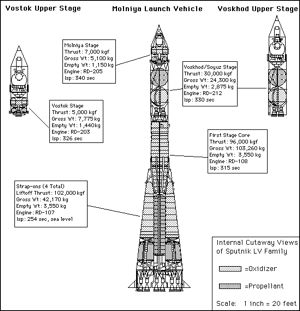 Vostok Upper Stage
Molniya Launch Vehicle
Voskhod Upper Stage
Molniya Stage
Thrust: 7,000 kgf
Gross Wt: 5,100 kg
Empty Wt: 1,150 kg
Engine: RD-205
Isp: 340 sec
Voskhod/Soyuz Stage
Thrust: 30,000 kgf
Gross Wt: 24,300 kg
Empty Wt: 2,875 kg
Engine: RD-212
Isp: 330 sec
Vostok Stage
Thrust: 5,000 kgf
Gross Wt: 7,775 kg
Empty Wt: 1,440kg
Engine: RD-203
Isp: 326 sec
First Stage Core
Thrust: 96,000 kgf
Gross Wt: 103,260 kg
Empty Wt: 3,550 kg
Engine: RD-108
Isp: 315 sec
Strap-ons (4 Total)
Liftoff Thrust: 102,000 kgf
Gross Wt: 42,170 kg
Empty Wt: 3,550 kg
Engine: RD-107
Isp: 254 sec, sea level
Internal Cutaway Views
of Sputnik LV Family
=Oxidizer
=Propellant
Scale: 1 inch = 20 feet